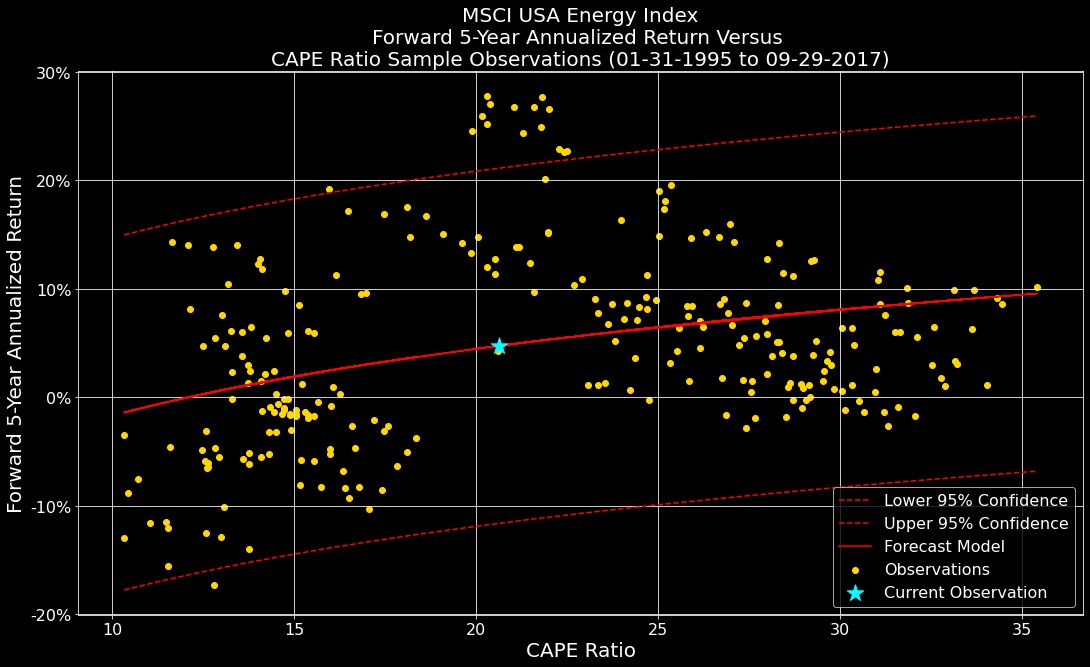 MSCI USA Energy Index
Forward 5-Year Annualized Return Versus
CAPE Ratio Sample Observations (01-31-1995 to 09-29-2017)
Forward 5-Year Annualized Return
30%
20%
10%
0%
-10%
-20%
Lower 95% Confidence
Upper 95% Confidence
Forecast Model
Observations
Current Observation
10 15 20 25 30 35
CAPE Ratio